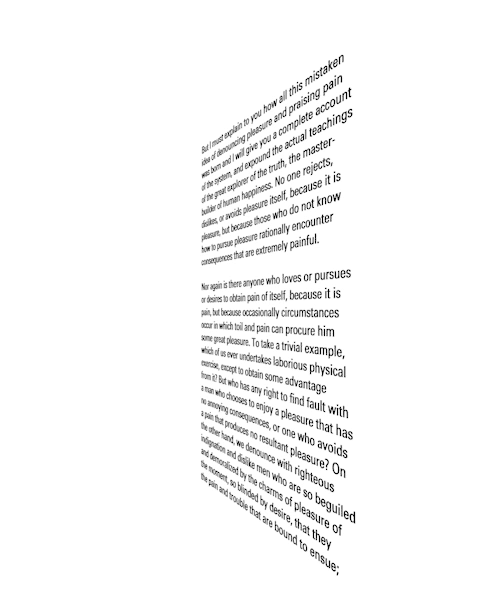 But I must explain to you how all this mistaken
idea of denouncing pleasure and praising pain
was born and I will give you a complete account
of the system, and expound the actual teachings
of the great explorer of the truth, the master-
builder of human happiness. No one rejects,
dislikes, or avoids pleasure itself, because it is
pleasure, but because those who do not know
how to pursue pleasure rationally encounter
consequences that are extremely painful.

Nor again is there anyone who loves or pursues
or desires to obtain pain of itself, because it is
pain, but because occasionally circumstances
occur in which toil and pain can procure him
some great pleasure. To take a trivial example,
which of us ever undertakes laborious physical
exercise, except to obtain some advantage
from it? But who has any right to find fault with
a man who chooses to enjoy a pleasure that has
no annoying consequences, or one who avoids
a pain that produces no resultant pleasure? On
the other hand, we denounce with righteous
indignation and dislike men who are so beguiled
and demoralized by the charms of pleasure of
the moment, so blinded by desire, that they
the pain and trouble that are bound to ensue;